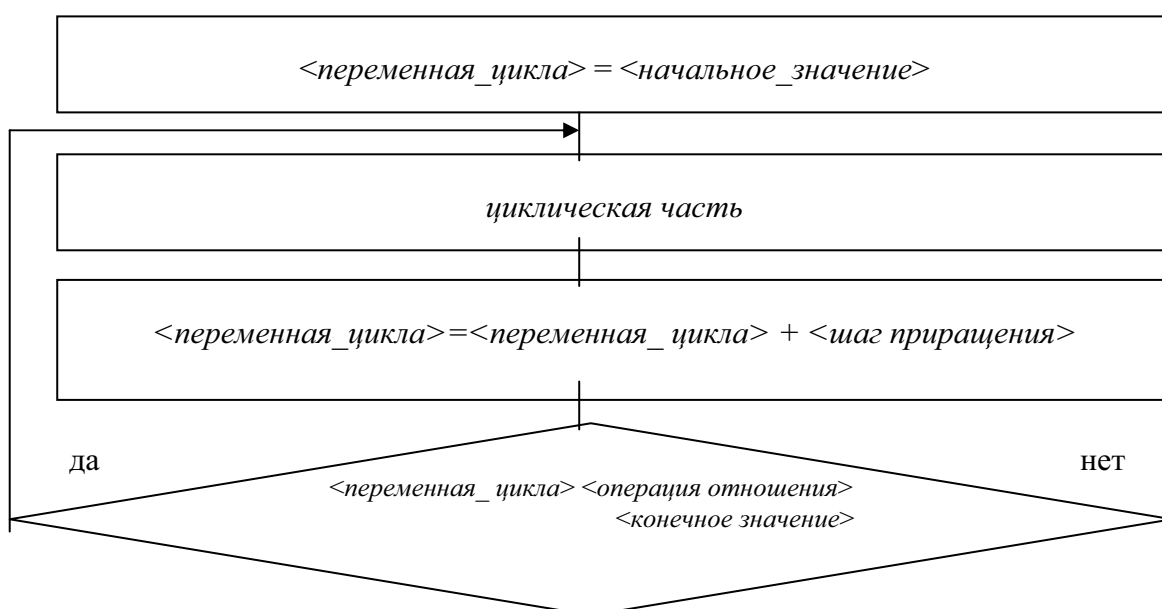 <переменная_цикла> = <начальное_значение>
циклическая часть
<переменная_цикла>=<переменная_ цикла> + <шаг приращения>
да
нет
<переменная_ цикла> <операция отношения>
<конечное значение>